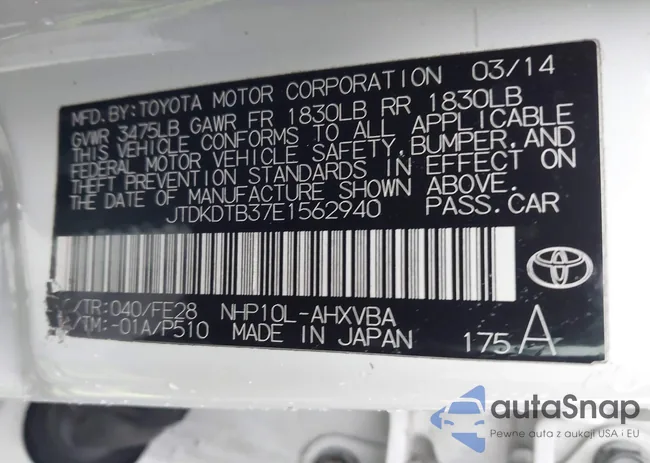 MFD. BY: TOYOTA MOTOR CORPORATION 03/14
GVWR 3475LB GAWR FR 1830LB RR 1830LB
THIS VEHICLE CONFORMS TO ALL APPLICABLE
FEDERAL MOTOR VEHICLE SAFETY, BUMPER, AND
THEFT PREVENTION STANDARDS IN EFFECT ON
THE DATE OF MANUFACTURE SHOWN ABOVE.
JTDKDTB37E1562940 PASS.CAR
C/TR:040/FE28 NHP10L-AHXVBA
/TM:-01A/P510 MADE IN JAPAN 175 A
autaSnap
Pewne auta z aukcji USA i EU